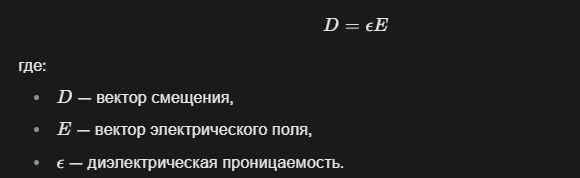 D = ϵE
где:
• D — вектор смещения,
• E — вектор электрического поля,
• ϵ — диэлектрическая проницаемость.